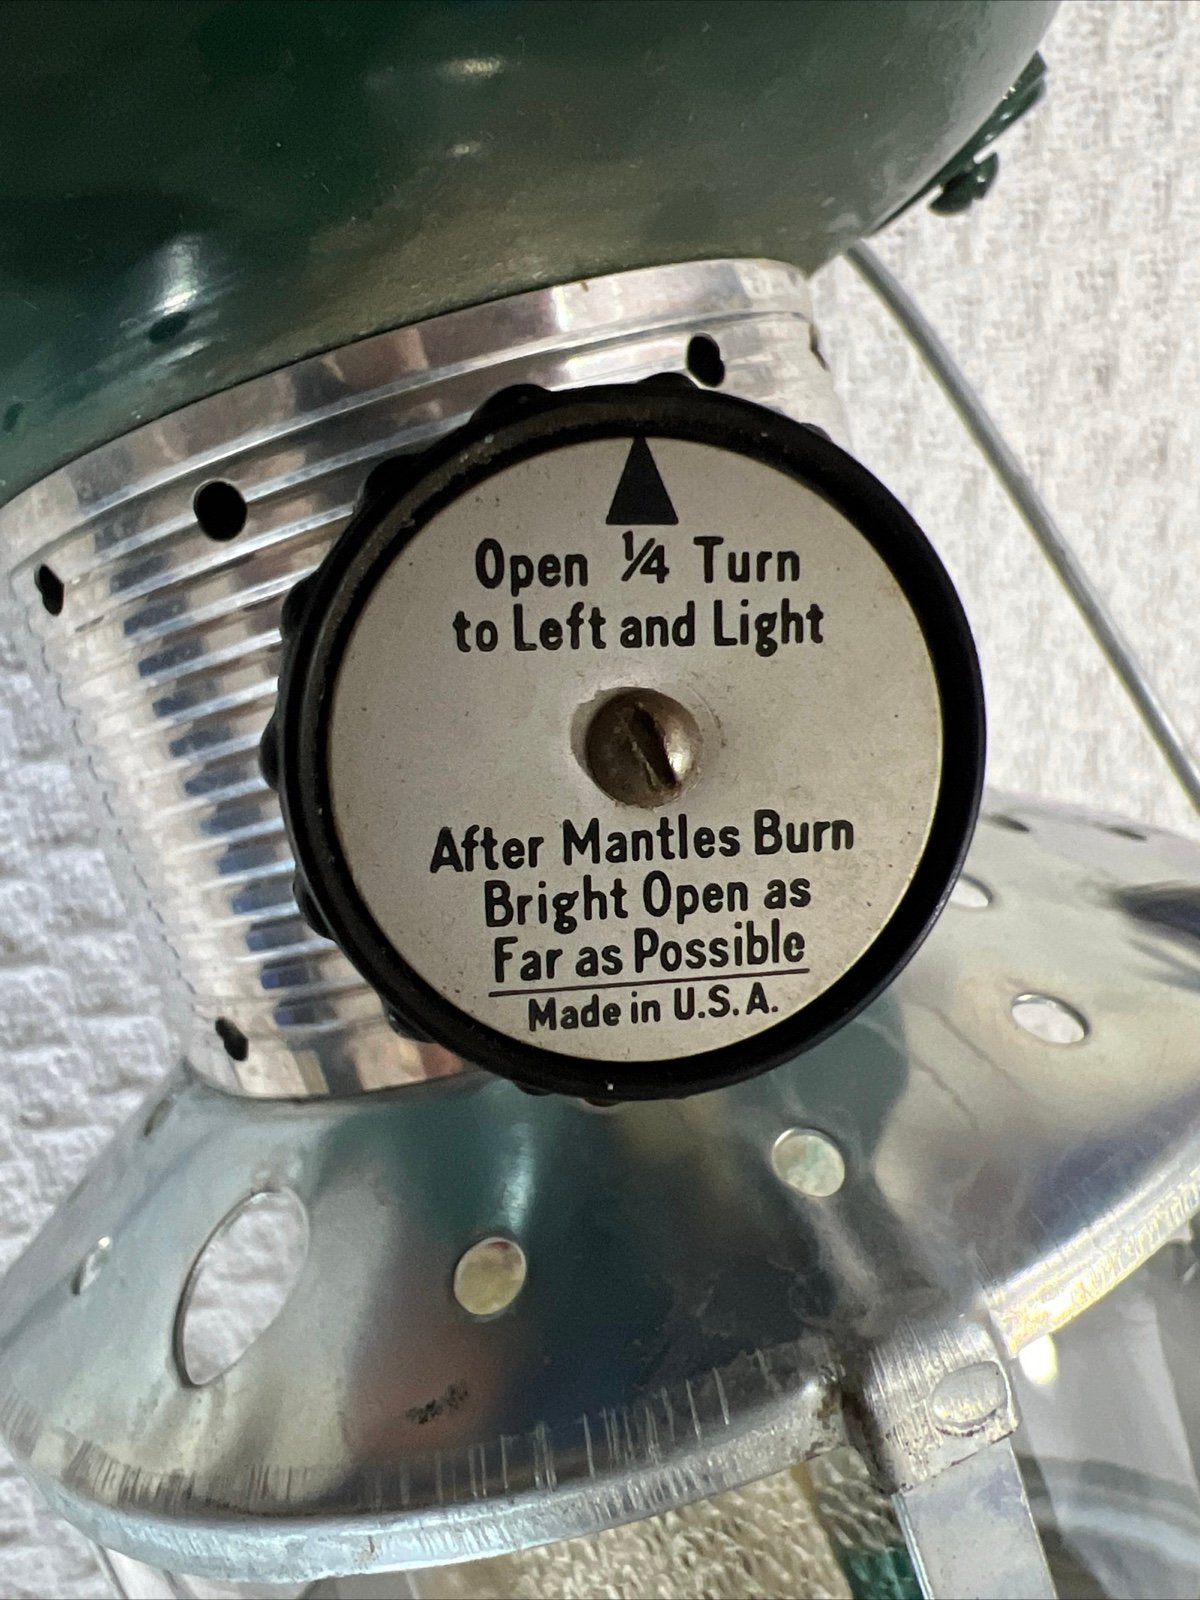 Open ¼ Turn
to Left and Light
After Mantles Burn
Bright Open as
Far as Possible
Made in U.S.A.